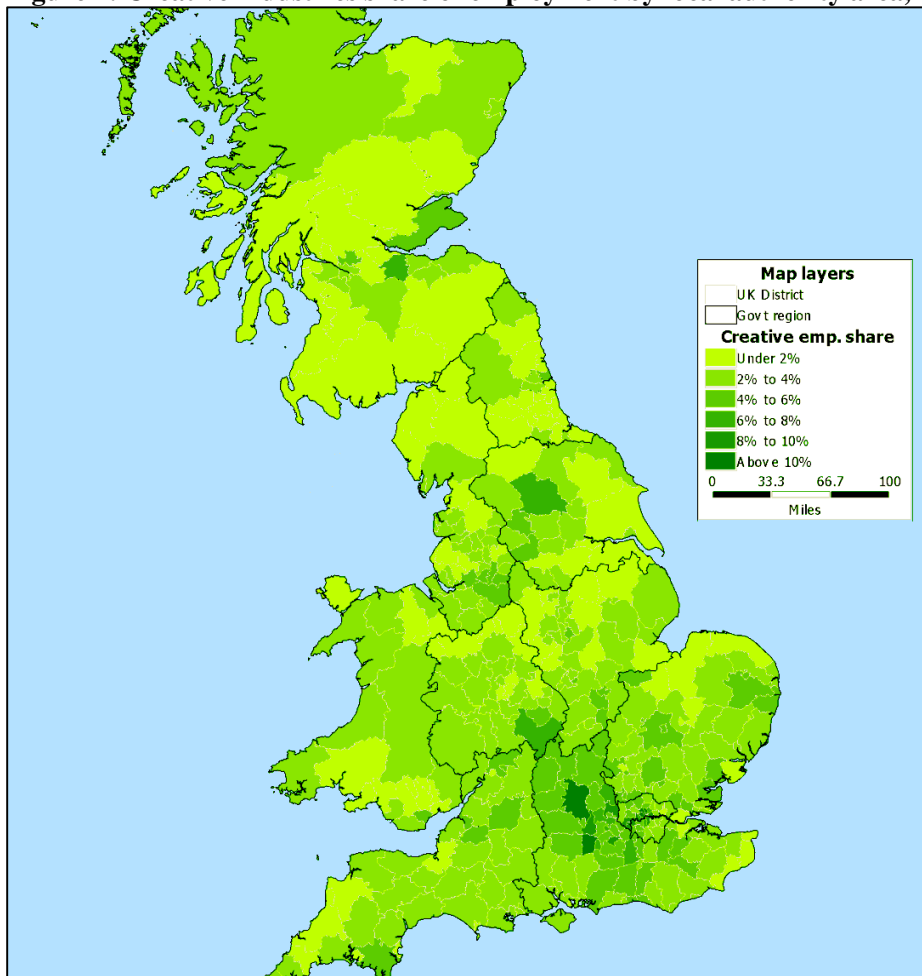 Map layers
UK District
Gov't region
Creative emp. share
Under 2%
2% to 4%
4% to 6%
6% to 8%
8% to 10%
Above 10%
0 33.3 66.7 100
Miles